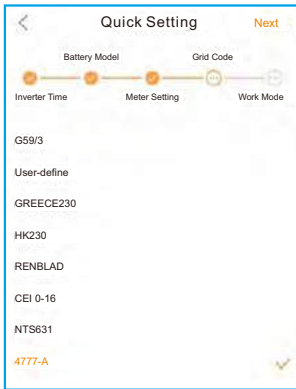 Quick Setting
Next
Battery Model
Grid Code
Inverter Time
Meter Setting
Work Mode
G59/3
User-define
GREECE230
HK230
RENBLAD
CEI 0-16
NTS631
4777-A